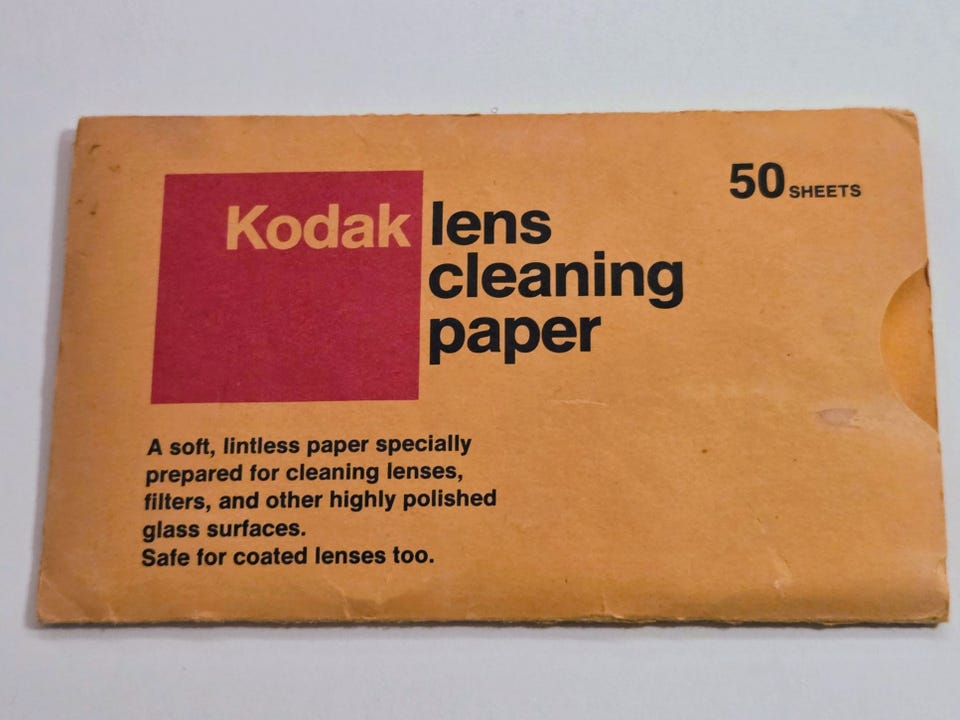 Kodak lens
cleaning
paper
50 SHEETS
A soft, lintless paper specially
prepared for cleaning lenses,
filters, and other highly polished
glass surfaces.
Safe for coated lenses too.